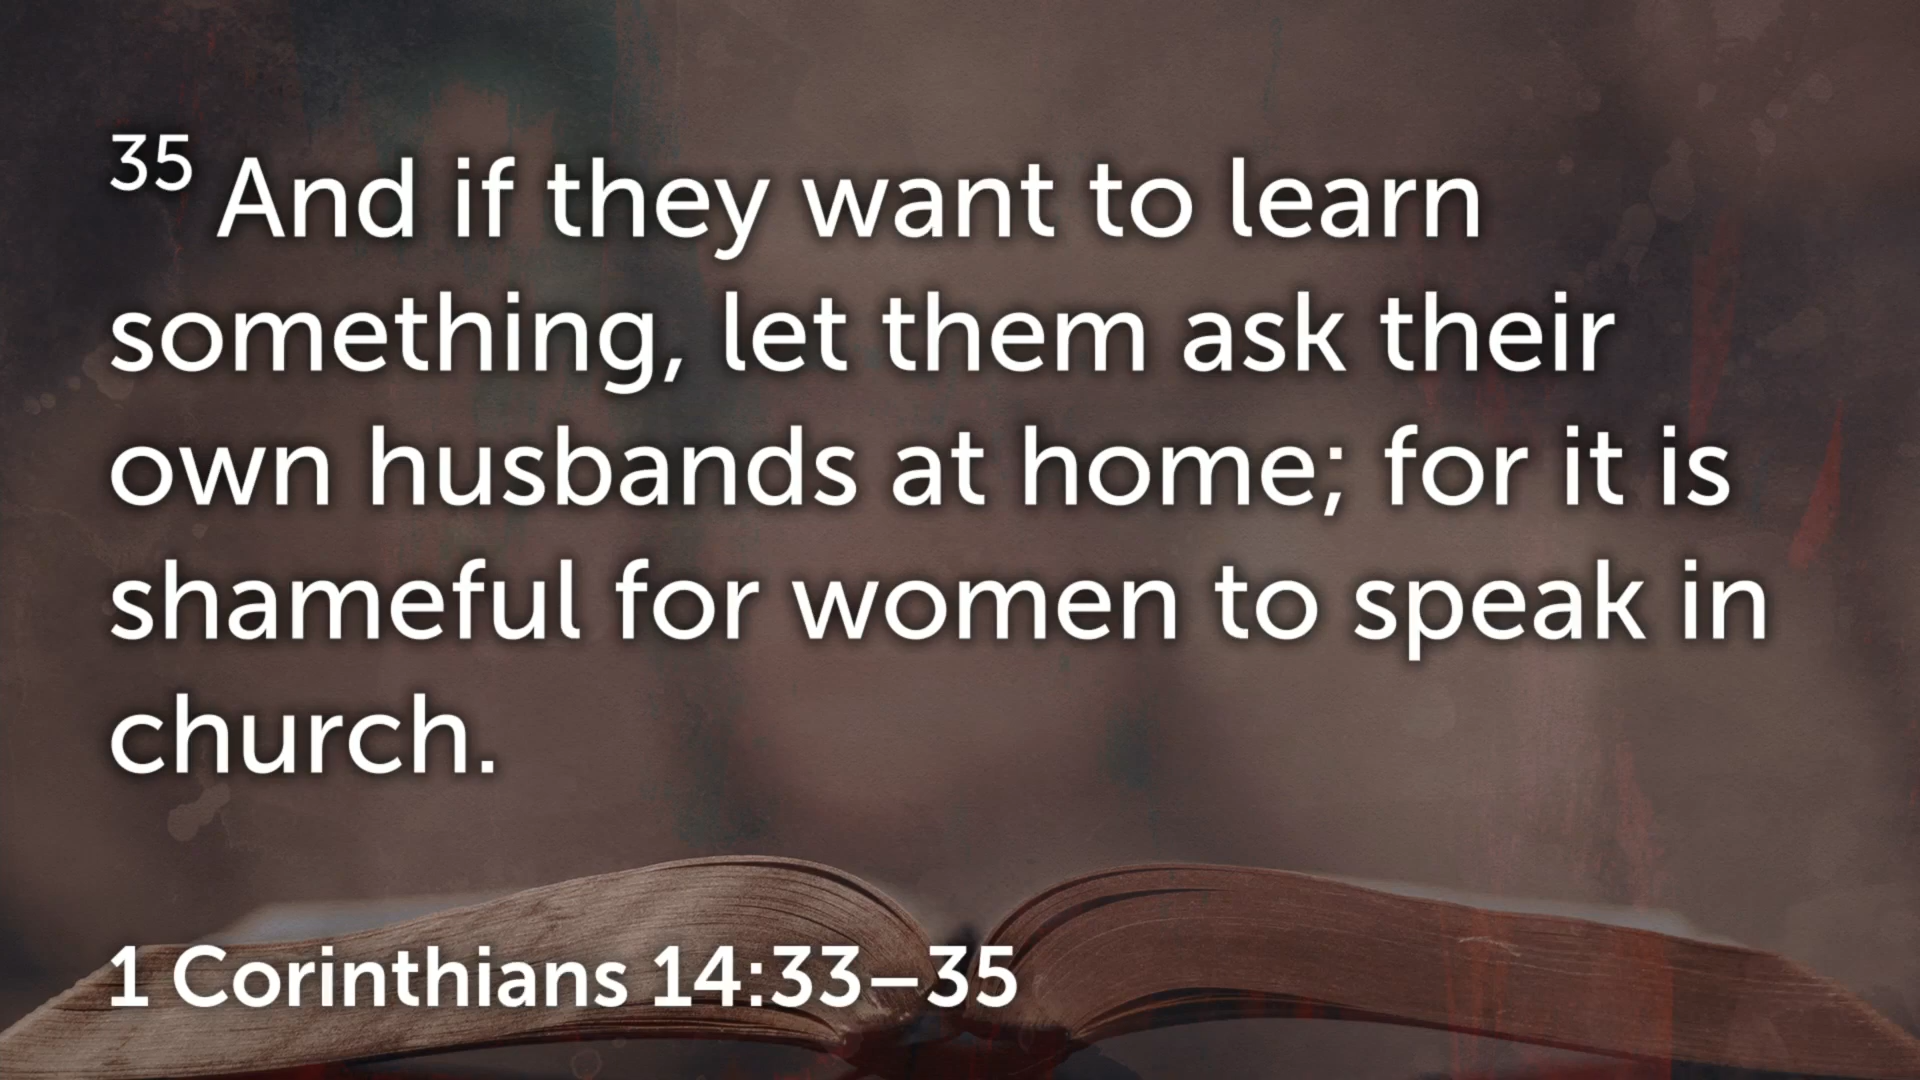 35 And if they want to learn
something, let them ask their
own husbands at home; for it is
shameful for women to speak in
church.
1 Corinthians 14:33–35